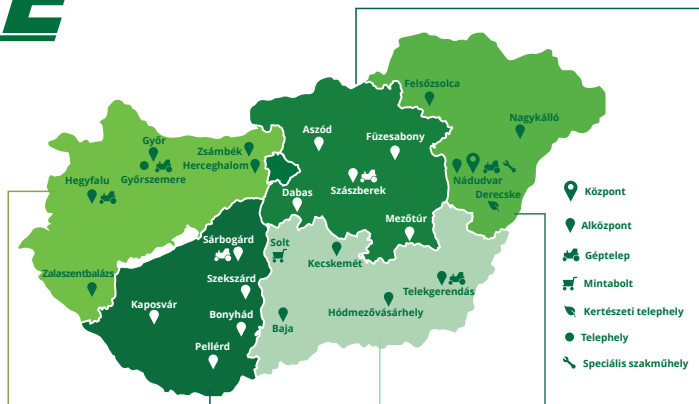 E
Felsőzsolca
Nagykálló
Aszód
Füzesabony
Győr
Zsámbék
Herceghalom
Hegyfalu
Győrszemere
Nádudvar
Derecske
Szászberek
Dabas
Mezőtúr
Sárbogárd
Solt
Kecskemét
Zalaszentbalázs
Szekszárd
Telekgerendás
Kaposvár
Bonyhád
Baja
Hódmezővásárhely
Pellérd
Központ
Alközpont
Géptelep
Mintabolt
Kertészeti telephely
Telephely
Speciális szakműhely